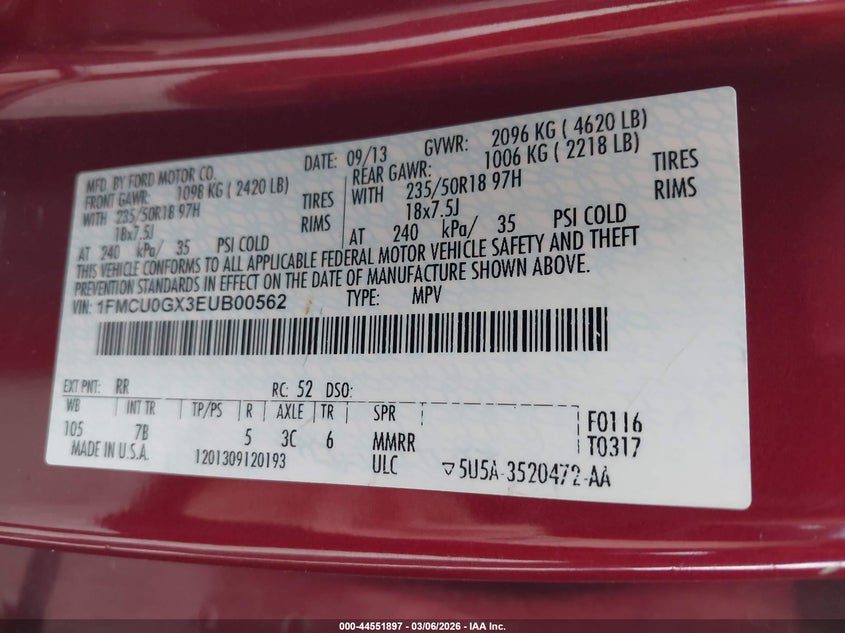 MFD. BY FORD MOTOR CO. DATE: 09/13 GVWR: 2096 KG ( 4620 LB)
FRONT GAWR: 1098 KG ( 2420 LB) REAR GAWR: 1006 KG ( 2218 LB)
WITH 235/50R18 97H TIRES WITH 235/50R18 97H TIRES
18x7.5J RIMS 18x7.5J RIMS
AT 240 kPa/ 35 PSI COLD AT 240 kPa/ 35 PSI COLD
THIS VEHICLE CONFORMS TO ALL APPLICABLE FEDERAL MOTOR VEHICLE SAFETY AND THEFT
PREVENTION STANDARDS IN EFFECT ON THE DATE OF MANUFACTURE SHOWN ABOVE.
VIN: 1FMCU0GX3EUB00562 TYPE: MPV
EXT PNT: RR RC: 52 DSO:
WB INT TR TP/PS R AXLE TR SPR F0116
105 7B 5 3C 6 MMRR T0317
MADE IN U.S.A. 1201309120193 ULC ▽5U5A-3520472-AA
000-44551897 - 03/06/2026 - IAA Inc.